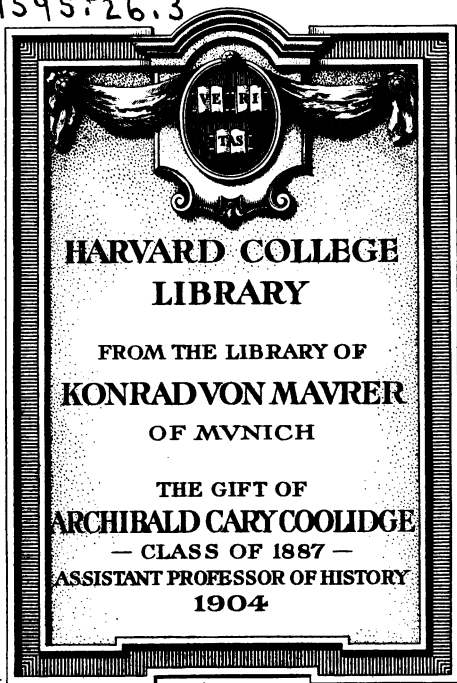 1595.26.3
VE RI
TAS
HARVARD COLLEGE
LIBRARY
FROM THE LIBRARY OF
KONRAD VON MAVRER
OF MVNICH
THE GIFT OF
ARCHIBALD CARY COOLIDGE
— CLASS OF 1887 —
ASSISTANT PROFESSOR OF HISTORY
1904